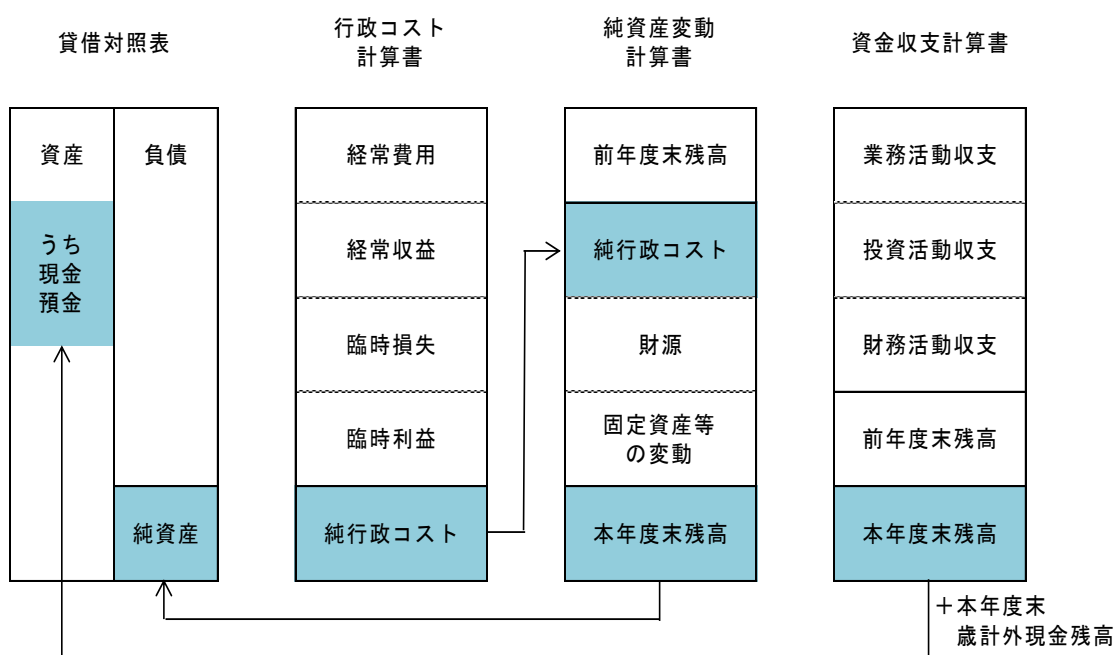 貸借対照表
行政コスト
計算書
純資産変動
計算書
資金収支計算書
資産
負債
うち
現金
預金
純資産
経常費用
経常収益
臨時損失
臨時利益
純行政コスト
前年度末残高
純行政コスト
財源
固定資産等
の変動
本年度末残高
業務活動収支
投資活動収支
財務活動収支
前年度末残高
本年度末残高
＋本年度末
歳計外現金残高